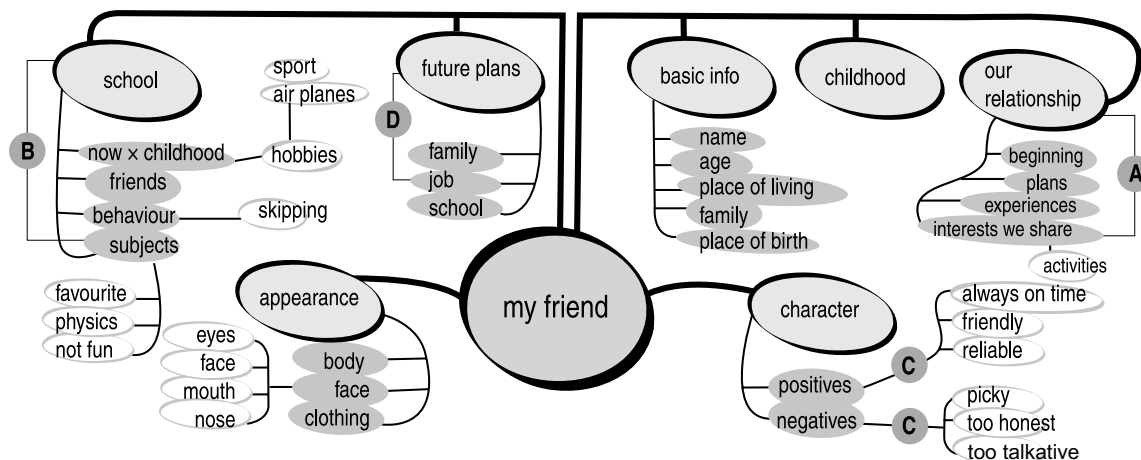 school
now × childhood
hobbies
sport
air planes
friends
behaviour
skipping
subjects
favourite
physics
not fun
B
future plans
family
job
school
D
basic info
name
age
place of living
family
place of birth
childhood
our
relationship
beginning
plans
experiences
interests we share
activities
A
my friend
appearance
body
face
clothing
eyes
face
mouth
nose
character
positives
C
always on time
friendly
reliable
negatives
C
picky
too honest
too talkative